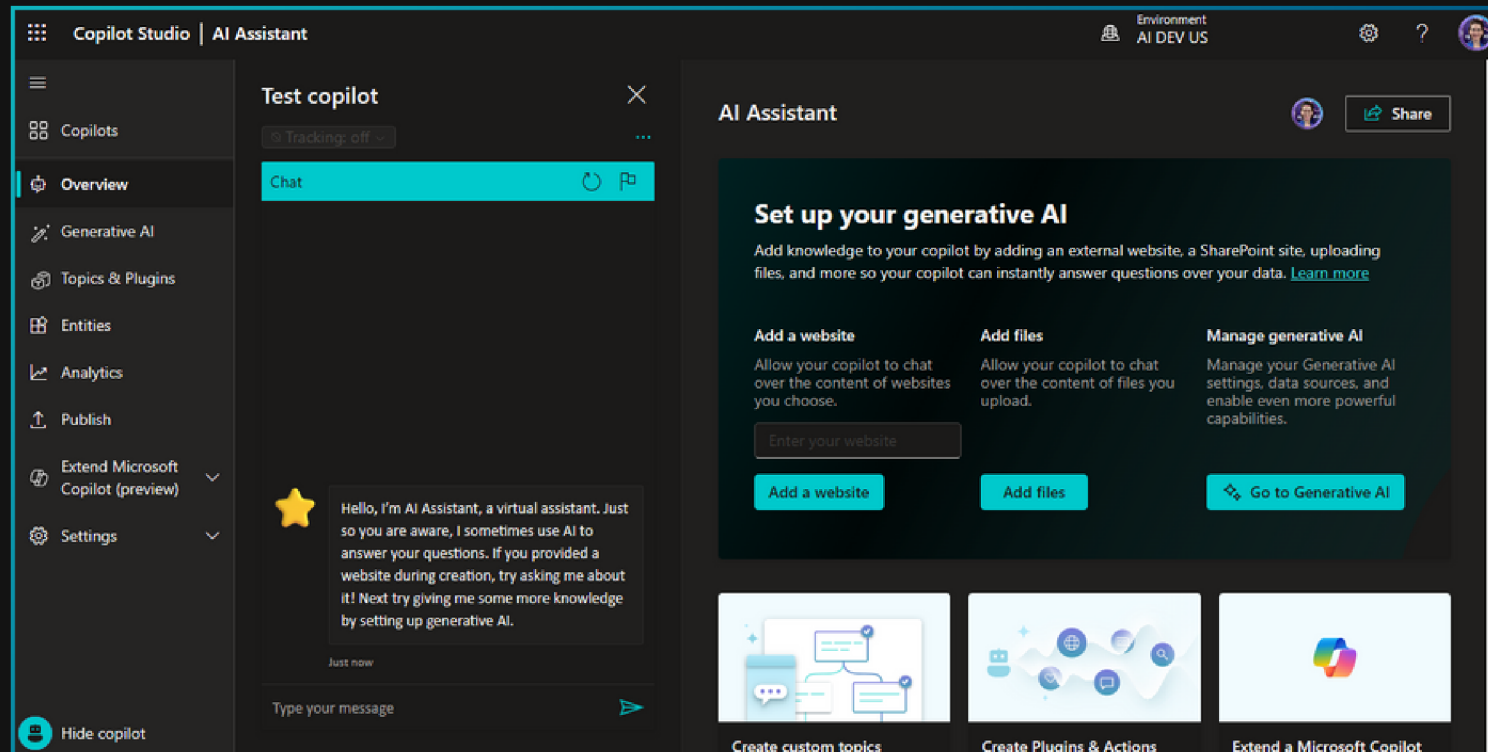 Copilot Studio | AI Assistant
Environment
AI DEV US
?
Copilots
Overview
Generative AI
Topics & Plugins
Entities
Analytics
Publish
Extend Microsoft
Copilot (preview)
Settings
Hide copilot
Test copilot
Tracking: off
...
Chat
Hello, I'm AI Assistant, a virtual assistant. Just
so you are aware, I sometimes use AI to
answer your questions. If you provided a
website during creation, try asking me about
it! Next try giving me some more knowledge
by setting up generative AI.
Just now
Type your message
AI Assistant
Share
Set up your generative AI
Add knowledge to your copilot by adding an external website, a SharePoint site, uploading
files, and more so your copilot can instantly answer questions over your data. Learn more
Add a website
Allow your copilot to chat
over the content of websites
you choose.
Enter your website
Add a website
Add files
Allow your copilot to chat
over the content of files you
upload.
Add files
Manage generative AI
Manage your Generative AI
settings, data sources, and
enable even more powerful
capabilities.
Go to Generative AI
Create custom topics
Create Plugins & Actions
Extend a Microsoft Copilot